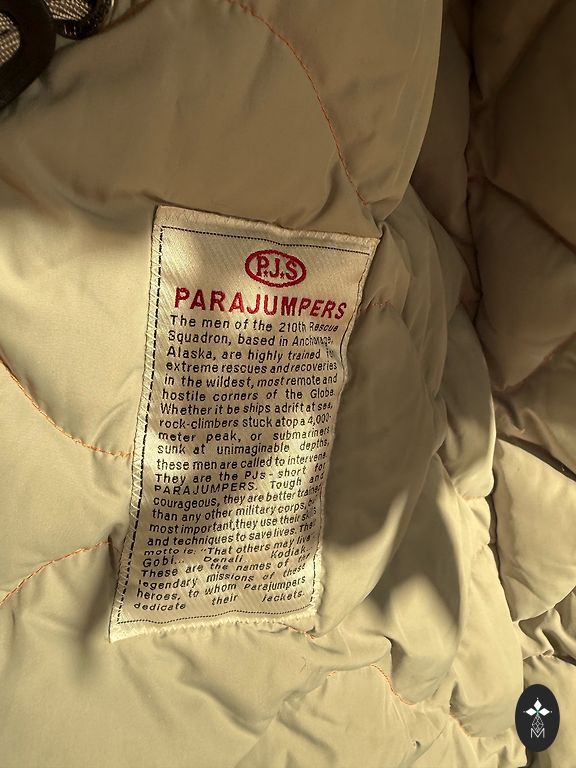 P.J.S
PARAJUMPERS
The men of the 210th Rescue
Squadron, based in Anchorage,
Alaska, are highly trained
extreme rescues and recoveries
in the wildest, most remote and
hostile corners of the Globe
Whether it be ships adrift at sea,
rock-climbers stuck atop a 4,000-
meter peak, or submariners
sunk at unimaginable depths,
these men are called to intervene.
They are the PJs - short for
PARAJUMPERS. Tough and
courageous, they are better trained
than any other military corps,
most important, they use their skills
and techniques to save lives.
motto is: "That others may live
Gobi... Denali Kodiak
These are the names of
legendary missions of these
heroes, to whom Parajumpers
dedicate their jackets.
M